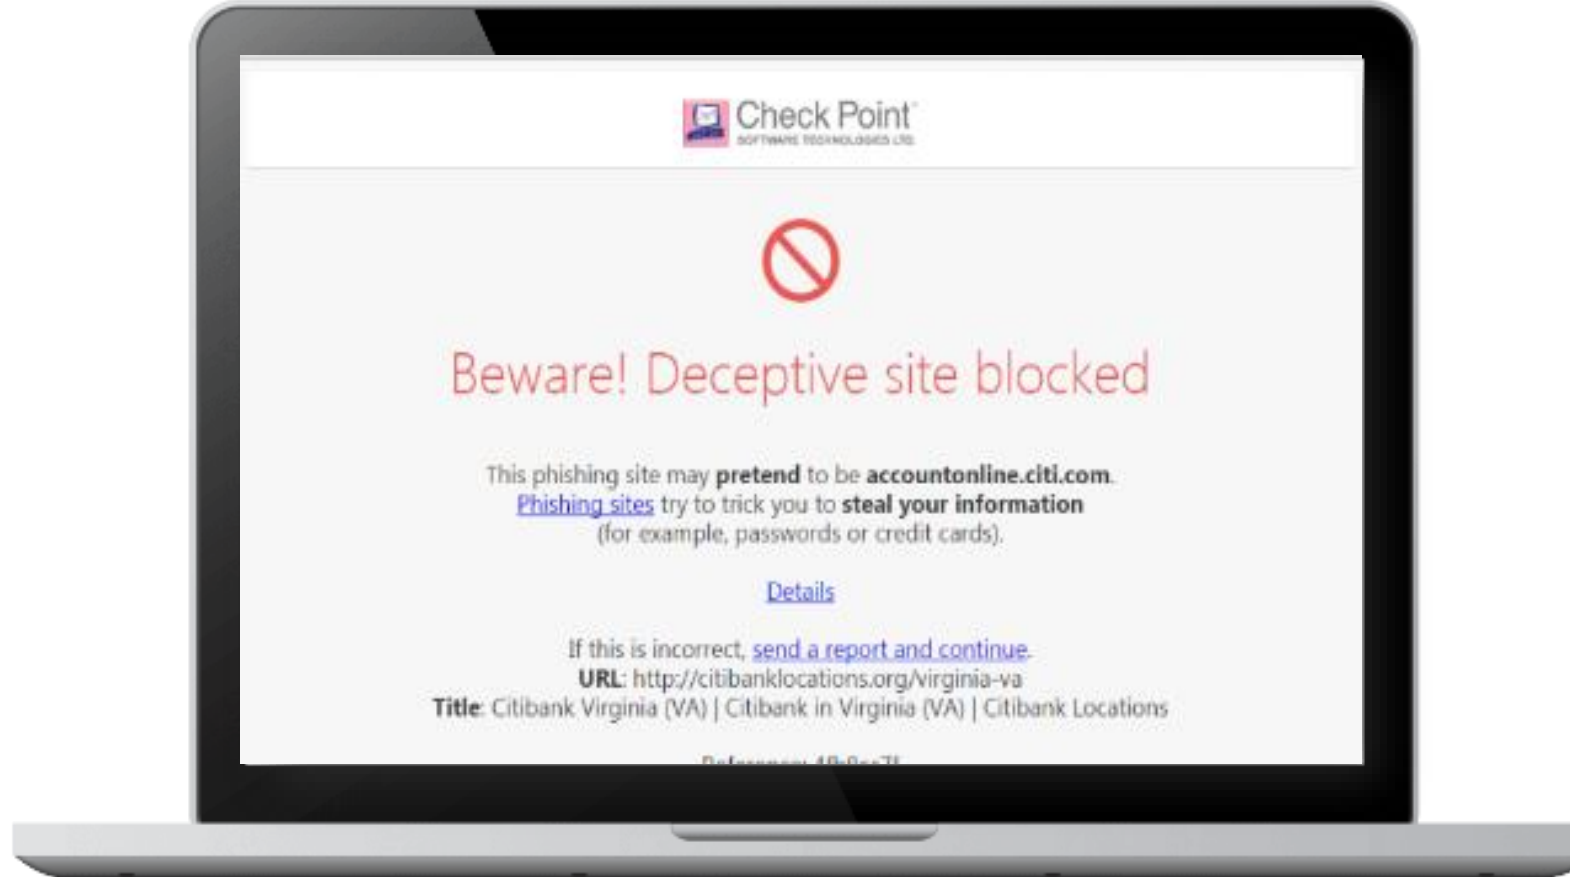 Check Point
SOFTWARE TECHNOLOGIES LTD.
Beware! Deceptive site blocked
This phishing site may pretend to be accountonline.citi.com.
Phishing sites try to trick you to steal your information
(for example, passwords or credit cards).
Details
If this is incorrect, send a report and continue.
URL: http://citibanklocations.org/virginia-va
Title: Citibank Virginia (VA) | Citibank in Virginia (VA) | Citibank Locations